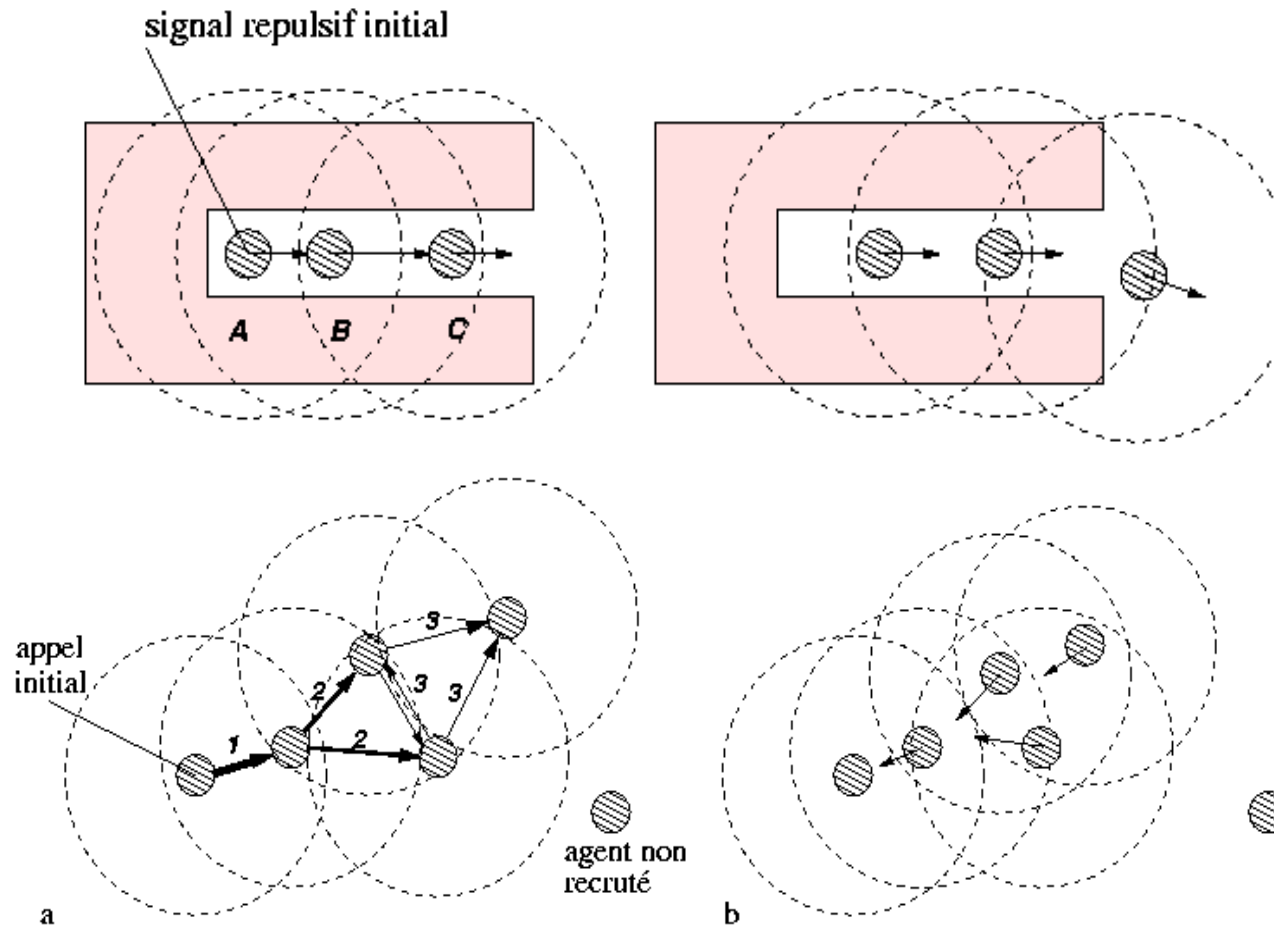 signal repulsif initial
A B C
appel
initial
1
2
2
3
3
3
agent non
recruté
a
b